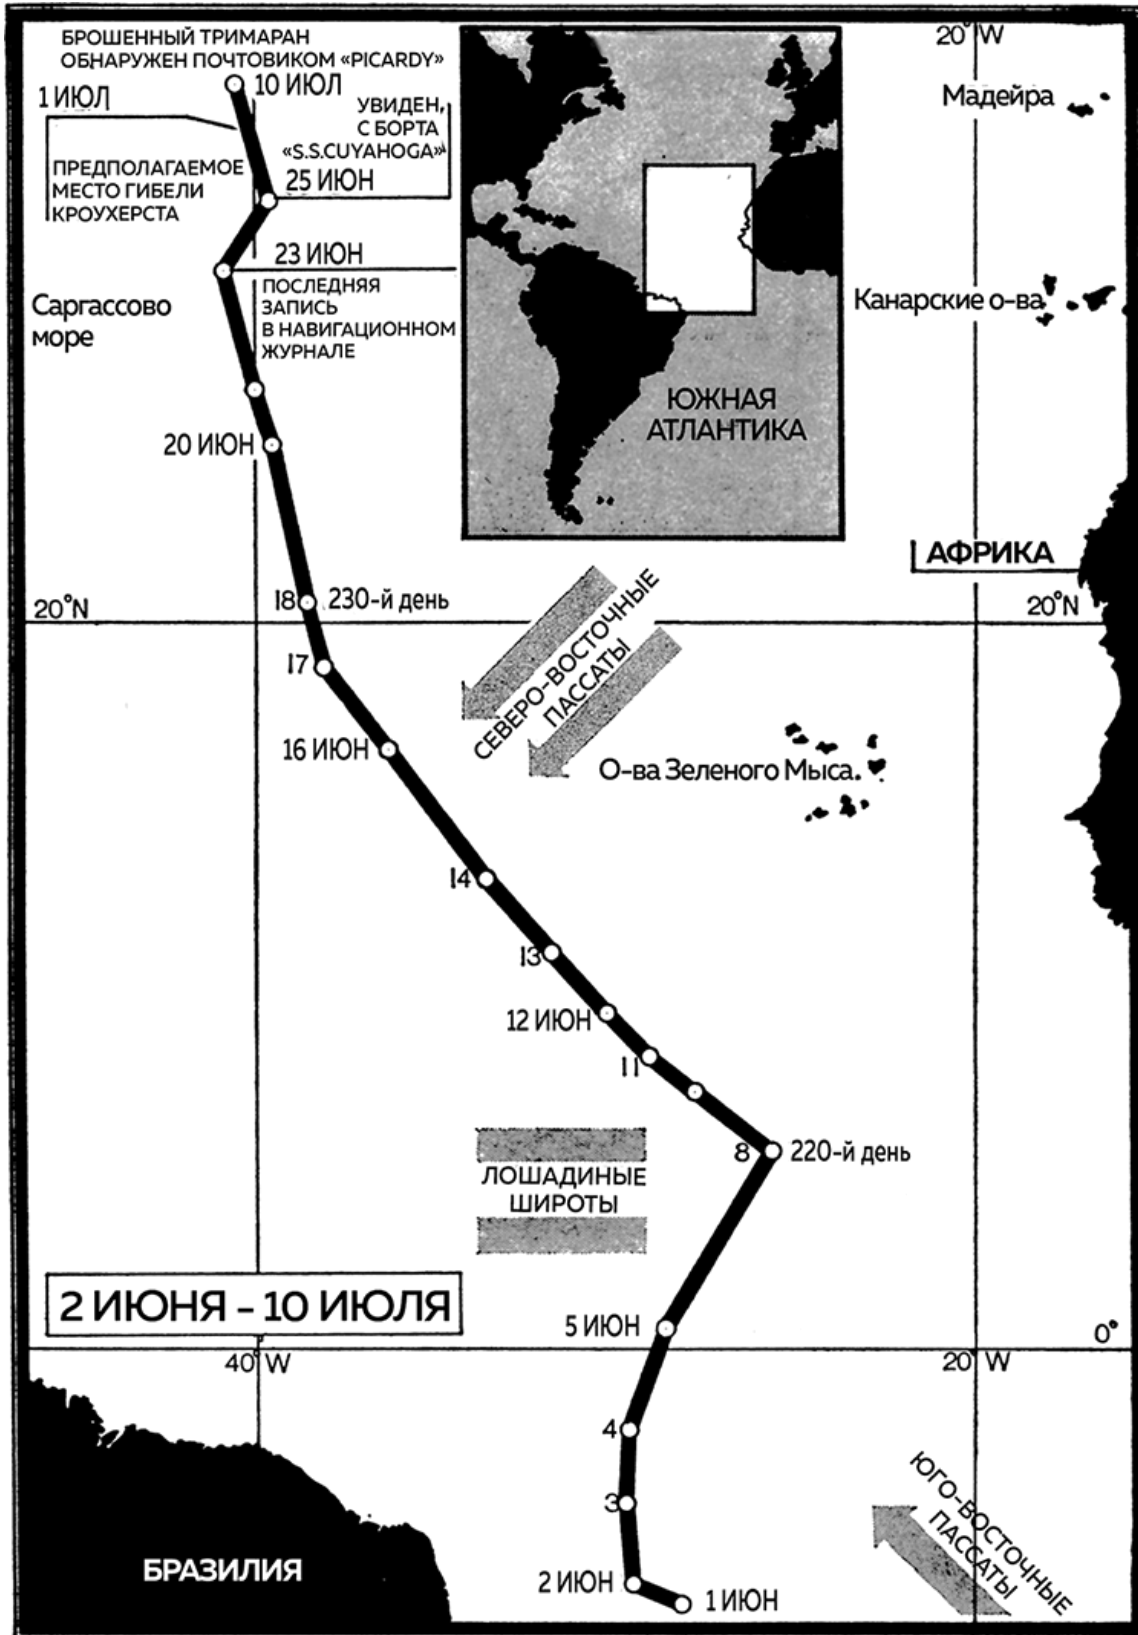 БРОШЕННЫЙ ТРИМАРАН
ОБНАРУЖЕН ПОЧТОВИКОМ «PICARDY»
10 ИЮЛ
1 ИЮЛ
УВИДЕН,
С БОРТА
«S.S.CUYAHOGA»
ПРЕДПОЛАГАЕМОЕ
МЕСТО ГИБЕЛИ
КРОУХЕРСТА
25 ИЮН
23 ИЮН
ПОСЛЕДНЯЯ
ЗАПИСЬ
В НАВИГАЦИОННОМ
ЖУРНАЛЕ
Саргассово
море
20°W
Мадейра
Канарские о-ва
ЮЖНАЯ
АТЛАНТИКА
20 ИЮН
АФРИКА
18
230-й день
20°N
20°N
17
СЕВЕРО-ВОСТОЧНЫЕ
ПАССАТЫ
16 ИЮН
О-ва Зеленого Мыса.
14
13
12 ИЮН
11
8
220-й день
ЛОШАДИНЫЕ
ШИРОТЫ
2 ИЮНЯ – 10 ИЮЛЯ
5 ИЮН
0°
40°W
20°W
4
3
ЮГО-ВОСТОЧНЫЕ
ПАССАТЫ
БРАЗИЛИЯ
2 ИЮН
1 ИЮН